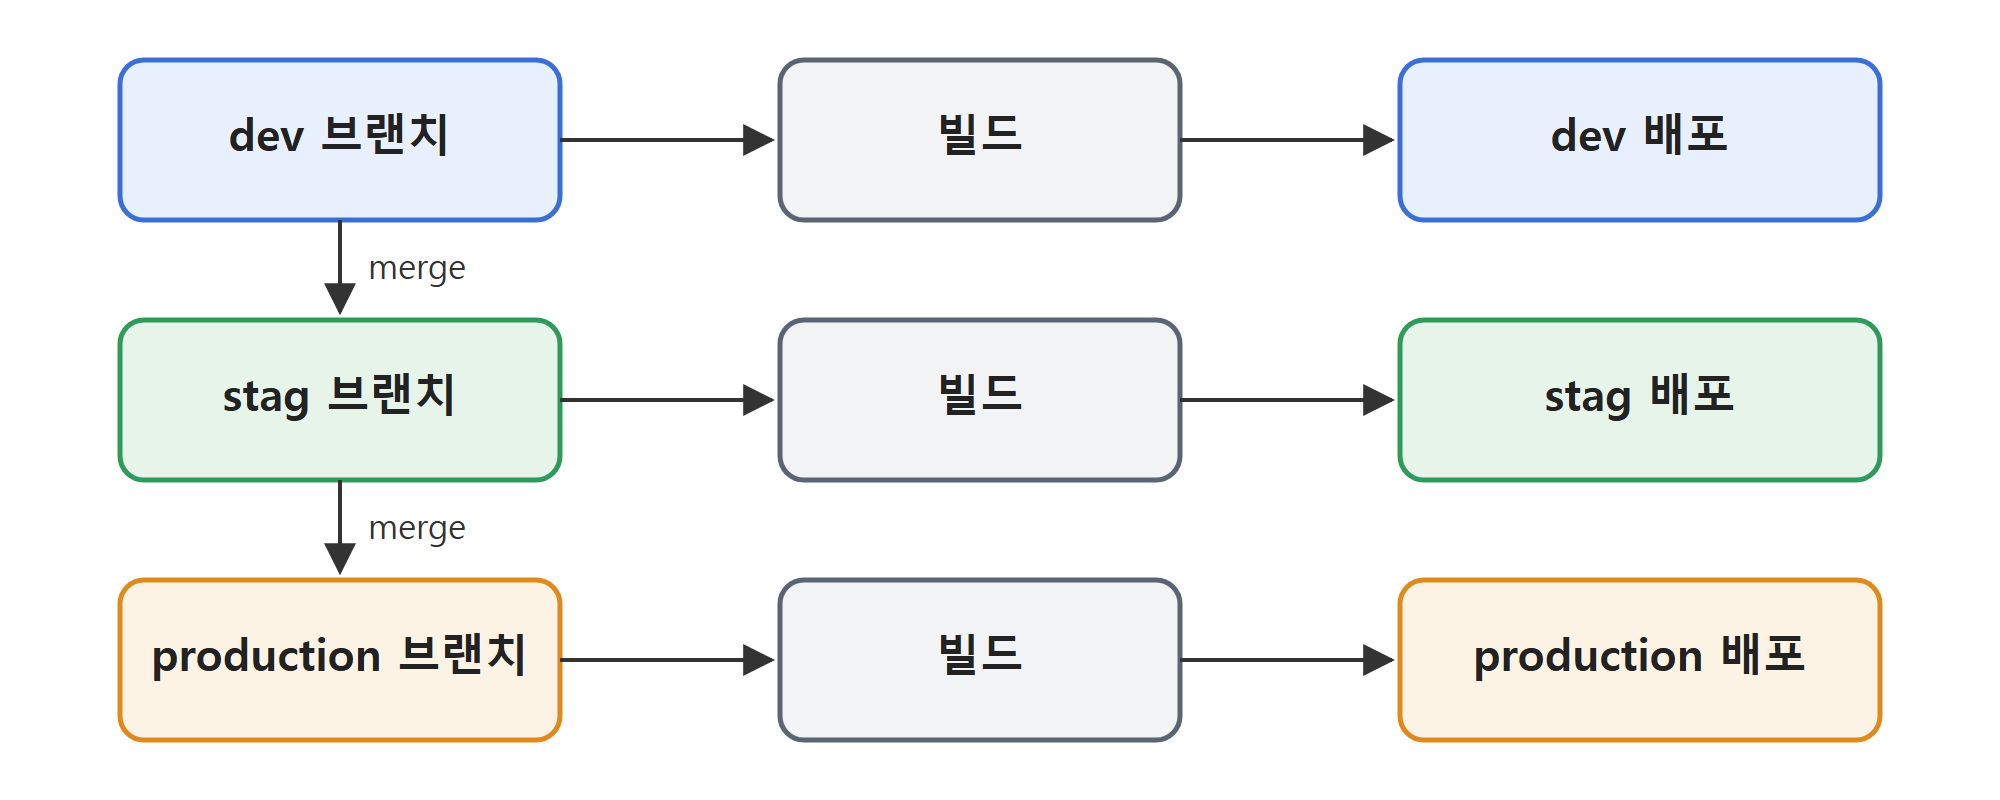 dev 브랜치
빌드
dev 배포
merge
stag 브랜치
빌드
stag 배포
merge
production 브랜치
빌드
production 배포